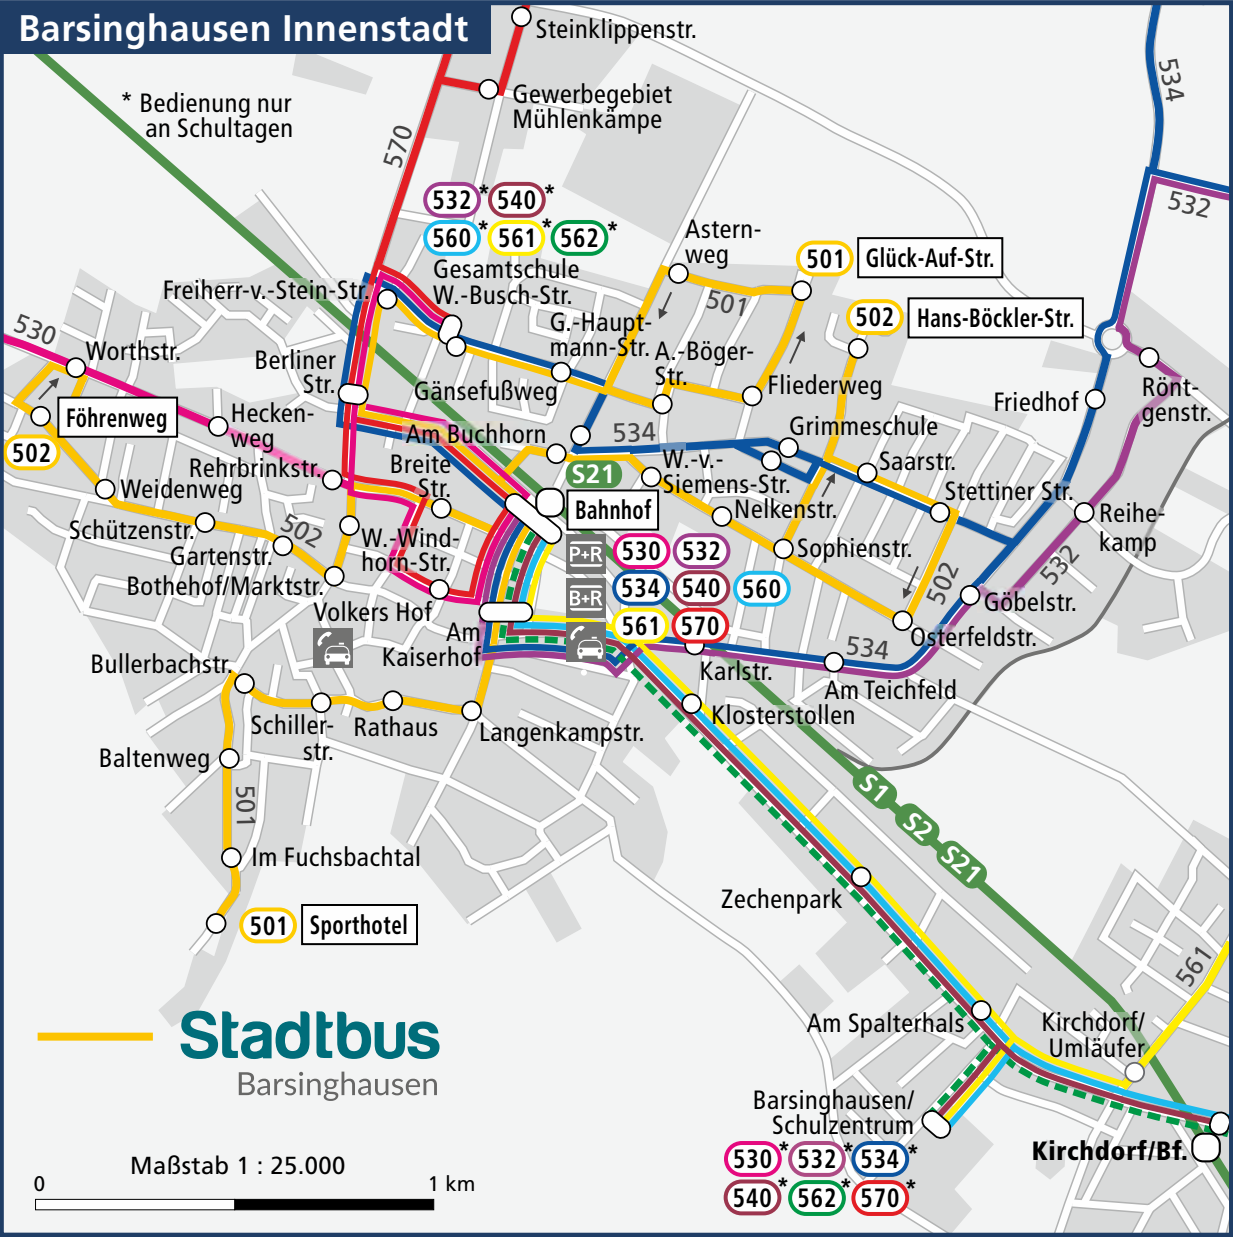 Barsinghausen Innenstadt
Steinklippenstr.
534
* Bedienung nur
an Schultagen
Gewerbegebiet
Mühlenkämpe
570
532
532* 540*
560* 561* 562*
Gesamtschule
W.-Busch-Str.
Astern-
weg
501 Glück-Auf-Str.
501
502 Hans-Böckler-Str.
Freiherr-v.-Stein-Str.
G.-Haupt-
mann-Str.
A.-Böger-
Str.
530
Worthstr.
Berliner
Str.
Gänsefußweg
Fliederweg
Friedhof
Rönt-
genstr.
Föhrenweg
502
Hecken-
weg
Am Buchhorn
534
Grimmeschule
Rehrbrinkstr.
Breite
Str.
S21
W.-v.-
Siemens-Str.
Saarstr.
Stettiner Str.
Weidenweg
Bahnhof
Nelkenstr.
Reihe-
kamp
Schützenstr.
502
Gartenstr.
W.-Wind-
horn-Str.
P+R
530 532
Sophienstr.
502
532
Bothehof/Marktstr.
B+R
534 540 560
Göbelstr.
Volkers Hof
561 570
Osterfeldstr.
Am
Kaiserhof
534
Bullerbachstr.
Karlstr.
Am Teichfeld
Schiller-
str.
Rathaus
Langenkampstr.
Klosterstollen
Baltenweg
501
S1
S2
S21
Im Fuchsbachtal
Zechenpark
501 Sporthotel
561
Stadtbus
Barsinghausen
Am Spalterhals
Kirchdorf/
Umläufer
Barsinghausen/
Schulzentrum
Kirchdorf/Bf.
530* 532* 534*
540* 562* 570*
Maßstab 1 : 25.000
0 1 km